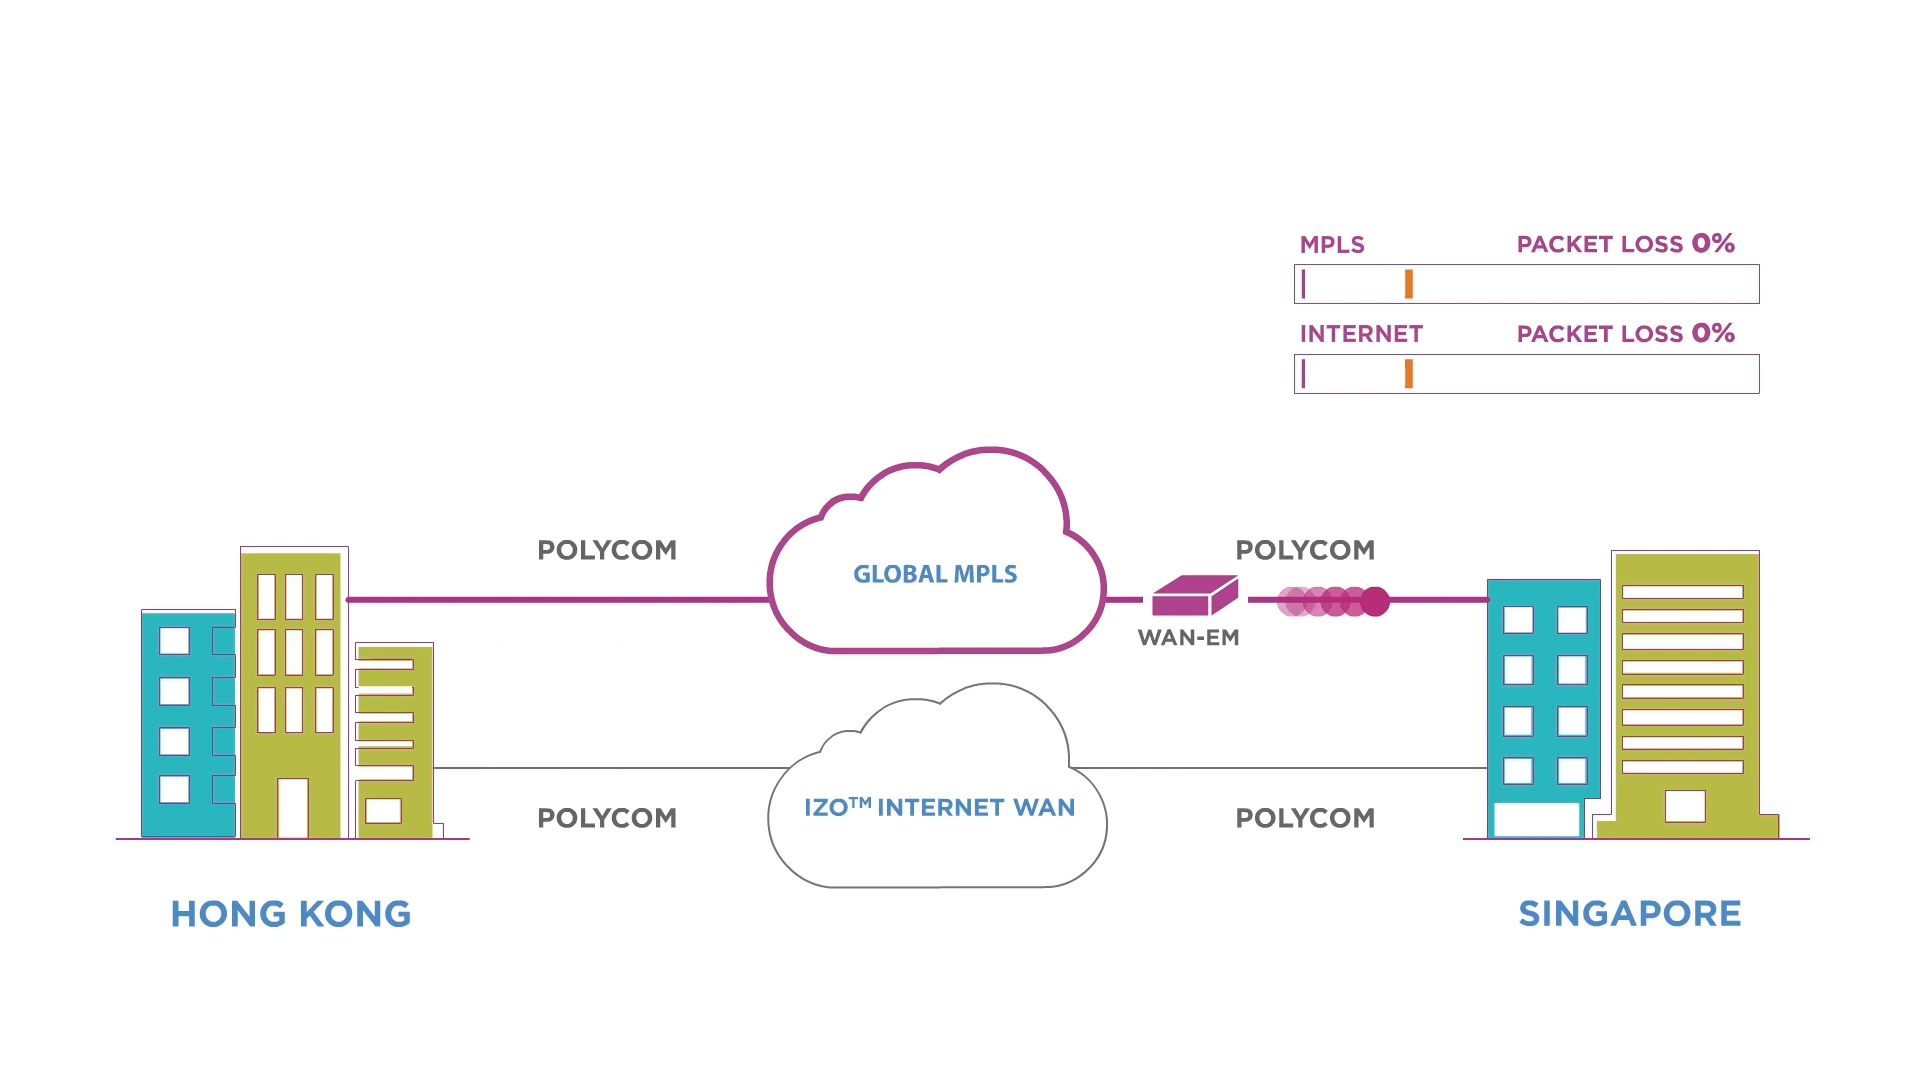 MPLS PACKET LOSS 0%
INTERNET PACKET LOSS 0%
POLYCOM POLYCOM
GLOBAL MPLS
WAN-EM
IZO™ INTERNET WAN
POLYCOM POLYCOM
HONG KONG SINGAPORE